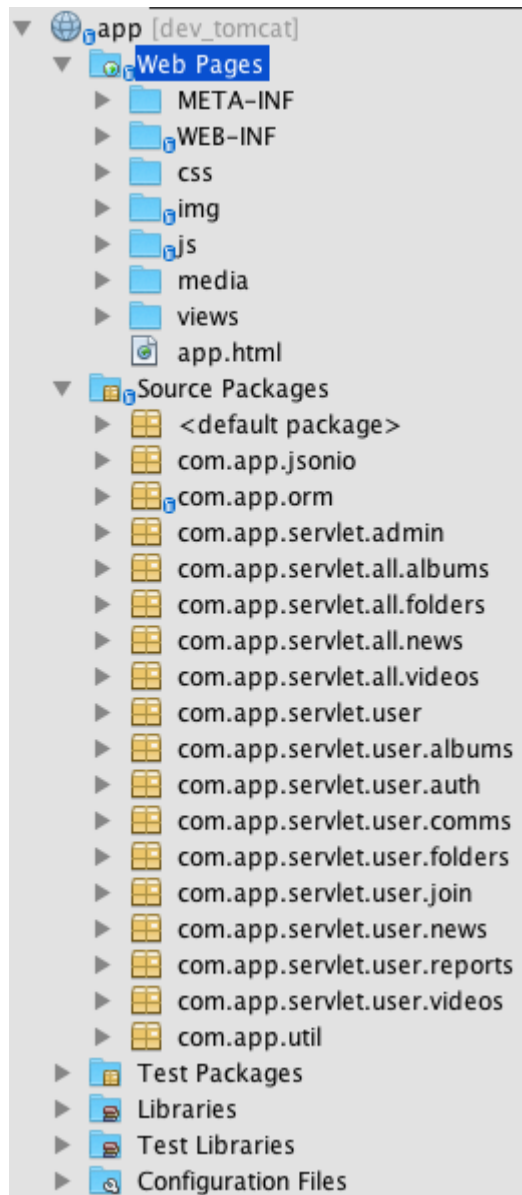 app [dev_tomcat]
Web Pages
META-INF
WEB-INF
css
img
js
media
views
app.html
Source Packages
<default package>
com.app.jsonio
com.app.orm
com.app.servlet.admin
com.app.servlet.all.albums
com.app.servlet.all.folders
com.app.servlet.all.news
com.app.servlet.all.videos
com.app.servlet.user
com.app.servlet.user.albums
com.app.servlet.user.auth
com.app.servlet.user.comms
com.app.servlet.user.folders
com.app.servlet.user.join
com.app.servlet.user.news
com.app.servlet.user.reports
com.app.servlet.user.videos
com.app.util
Test Packages
Libraries
Test Libraries
Configuration Files